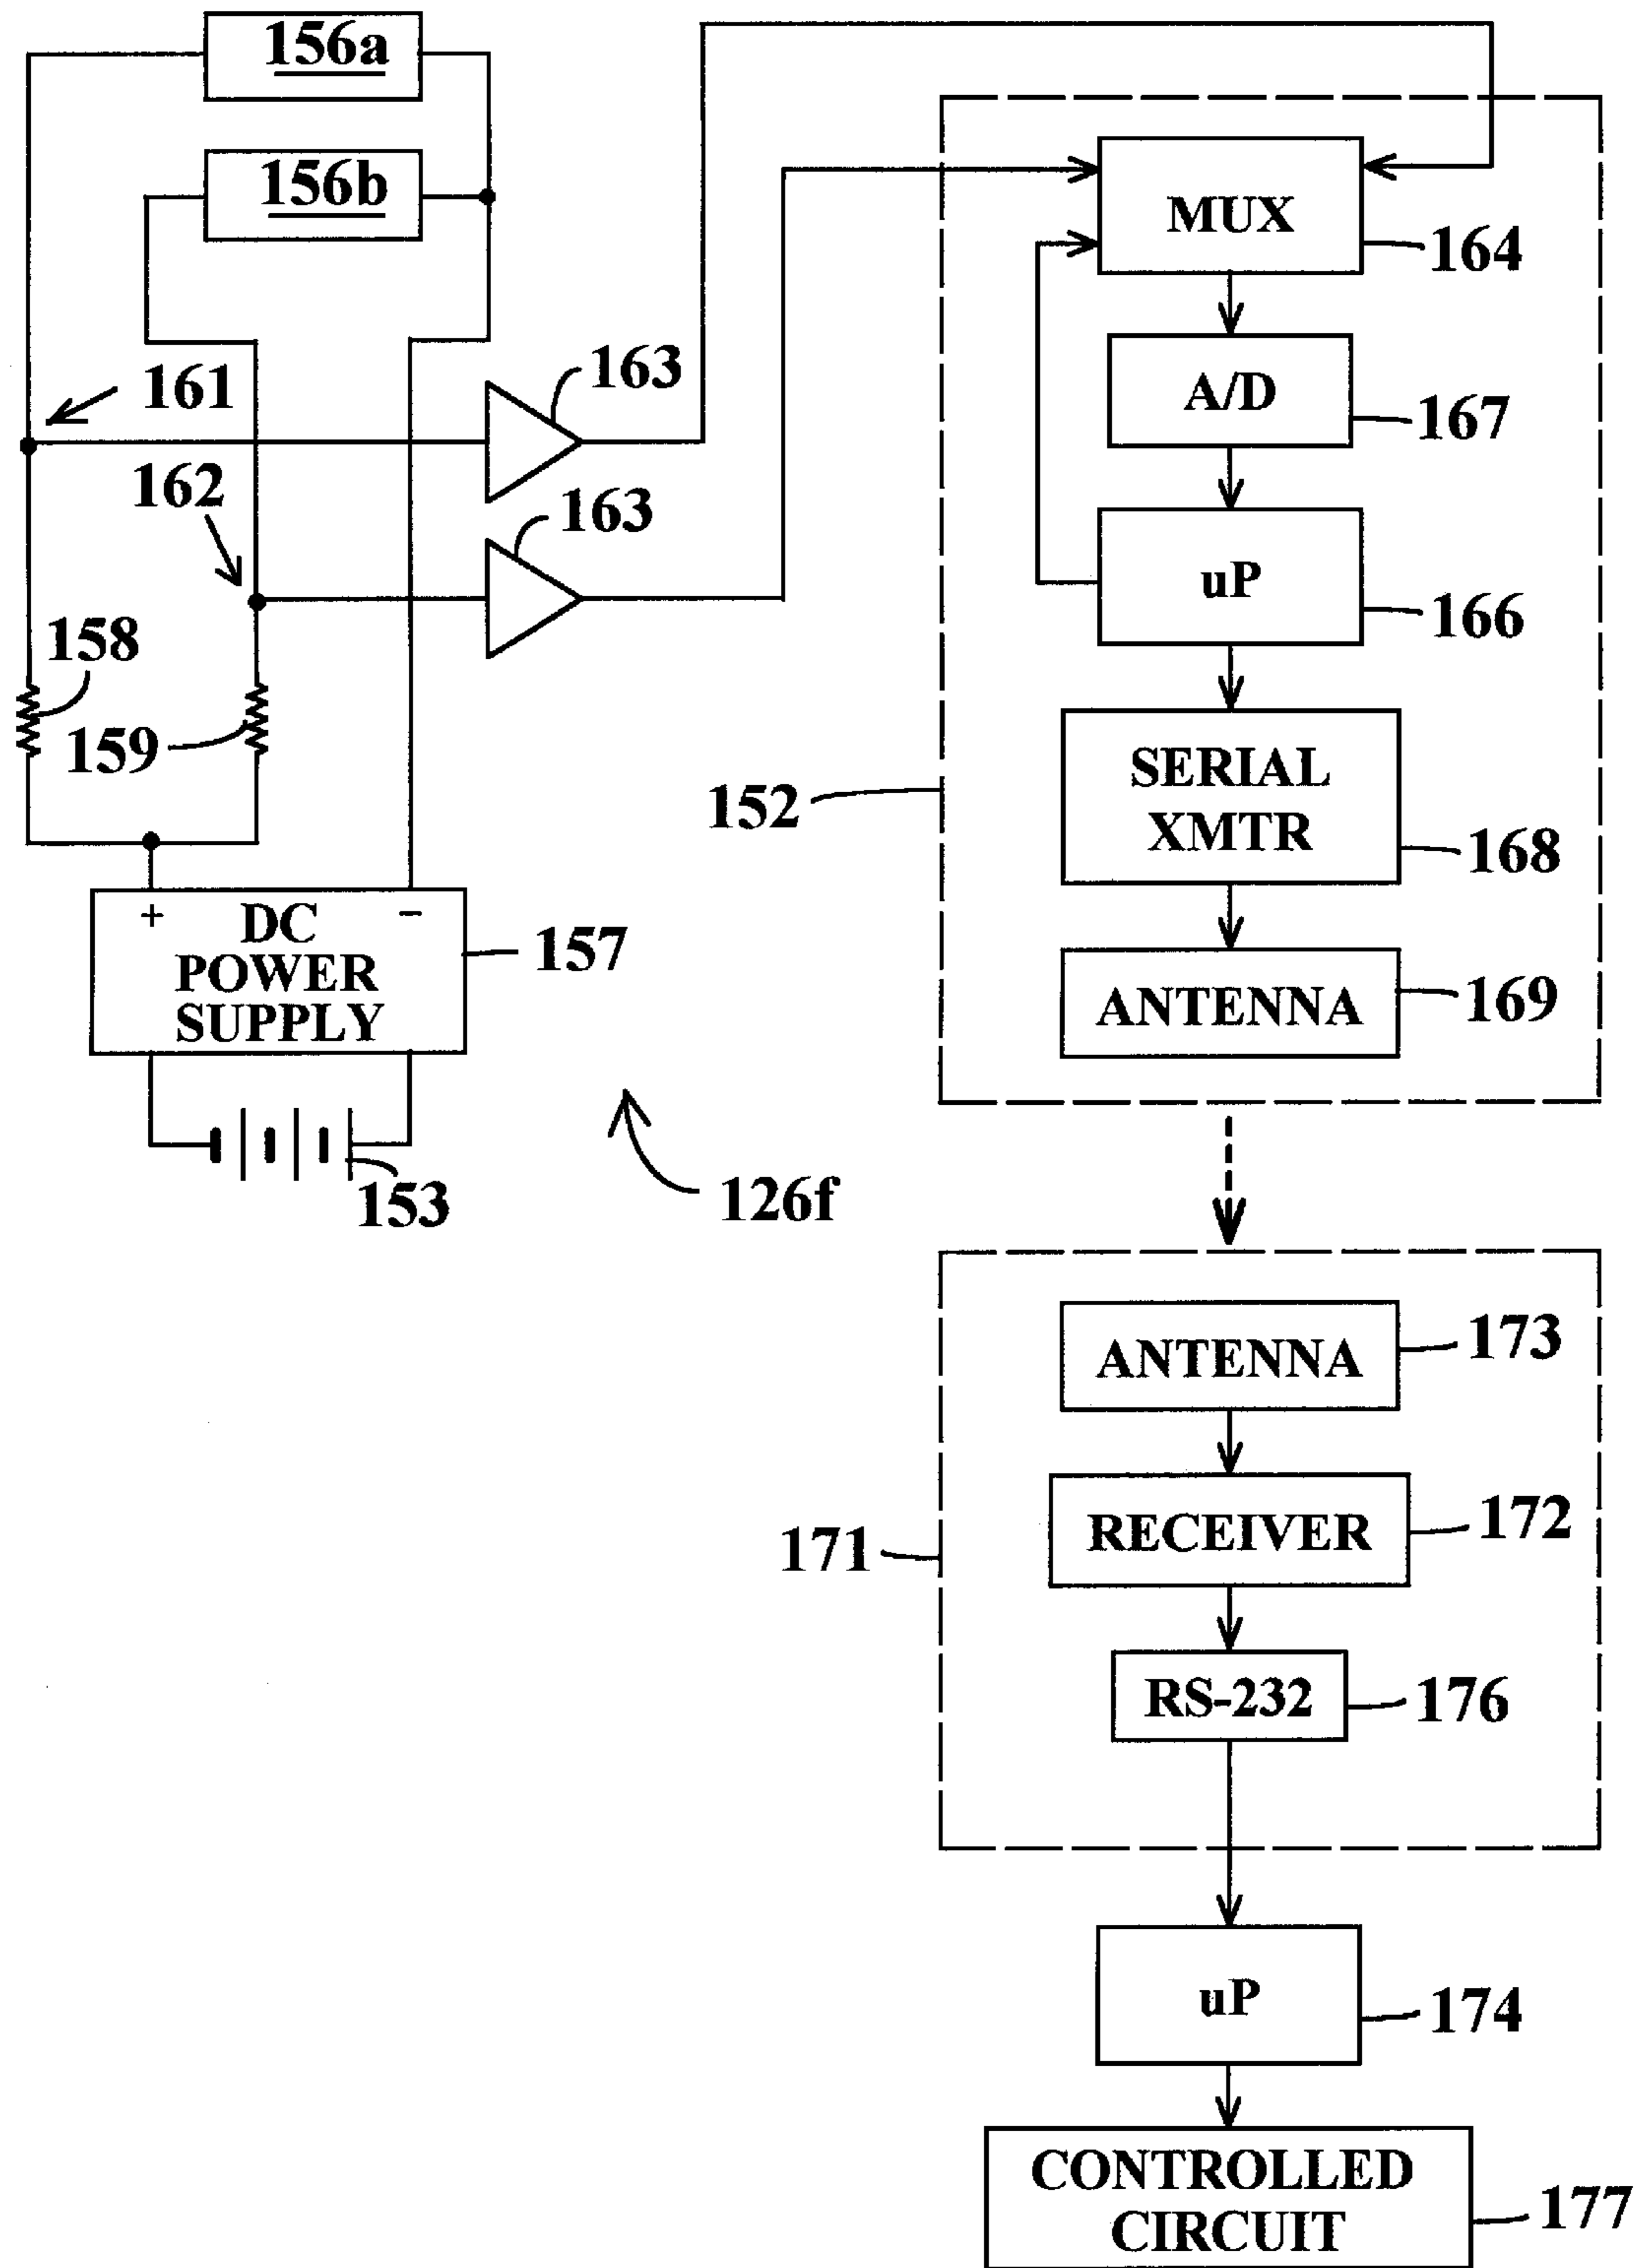 156a
156b
MUX
164
163
161
A/D
167
162
163
uP
166
158
159
SERIAL
XMTR
152
168
+ DC -
POWER
SUPPLY
157
ANTENNA
169
153
126f
ANTENNA
173
RECEIVER
172
171
RS-232
176
uP
174
CONTROLLED
CIRCUIT
177